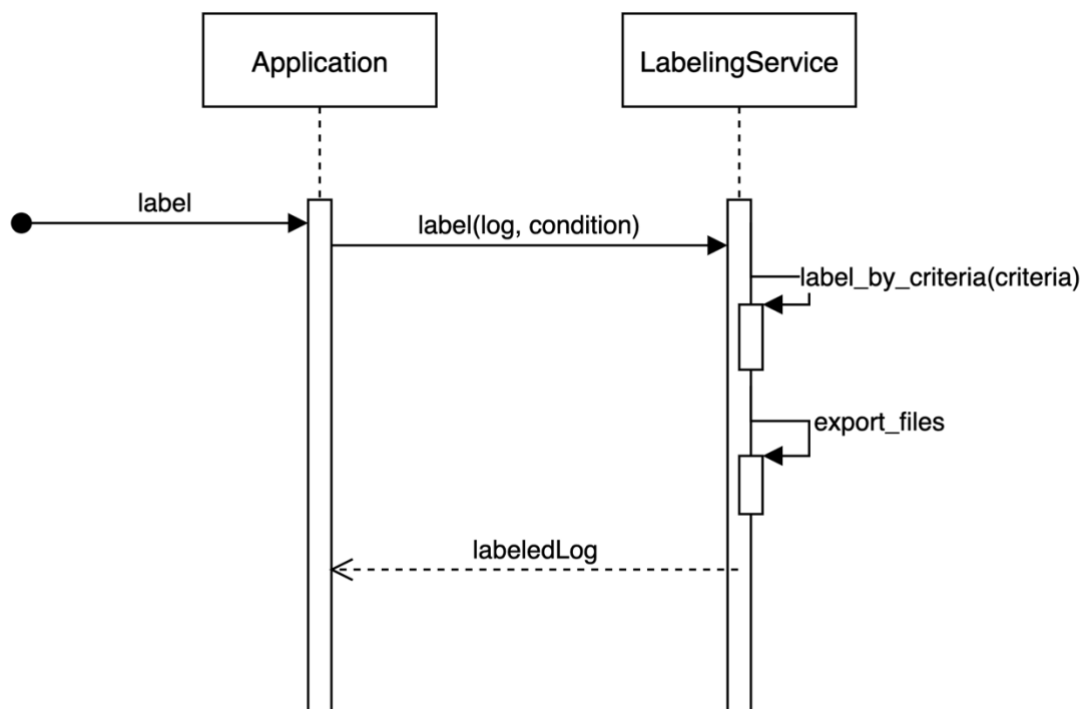 Application
LabelingService
label
label(log, condition)
label_by_criteria(criteria)
export_files
labeledLog